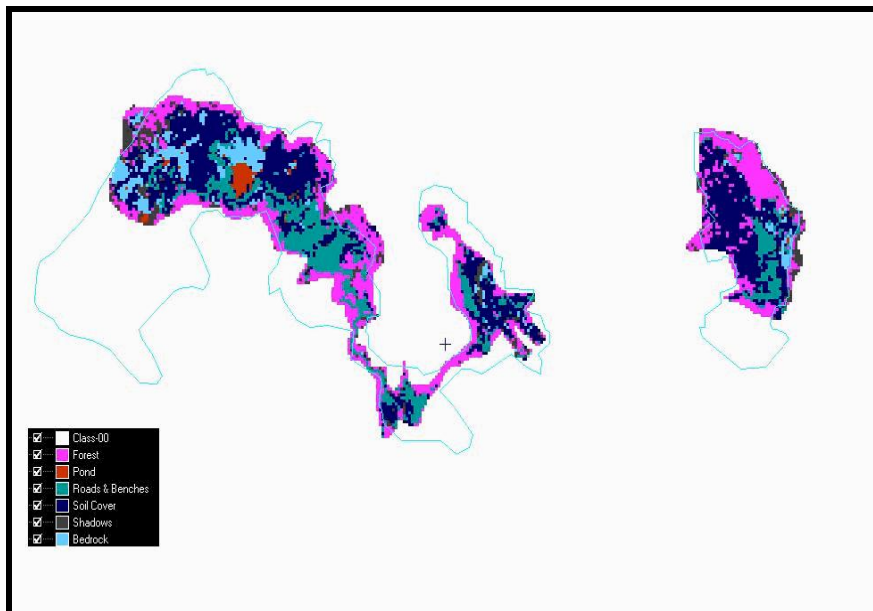 Class-00
Forest
Pond
Roads & Benches
Soil Cover
Shadows
Bedrock